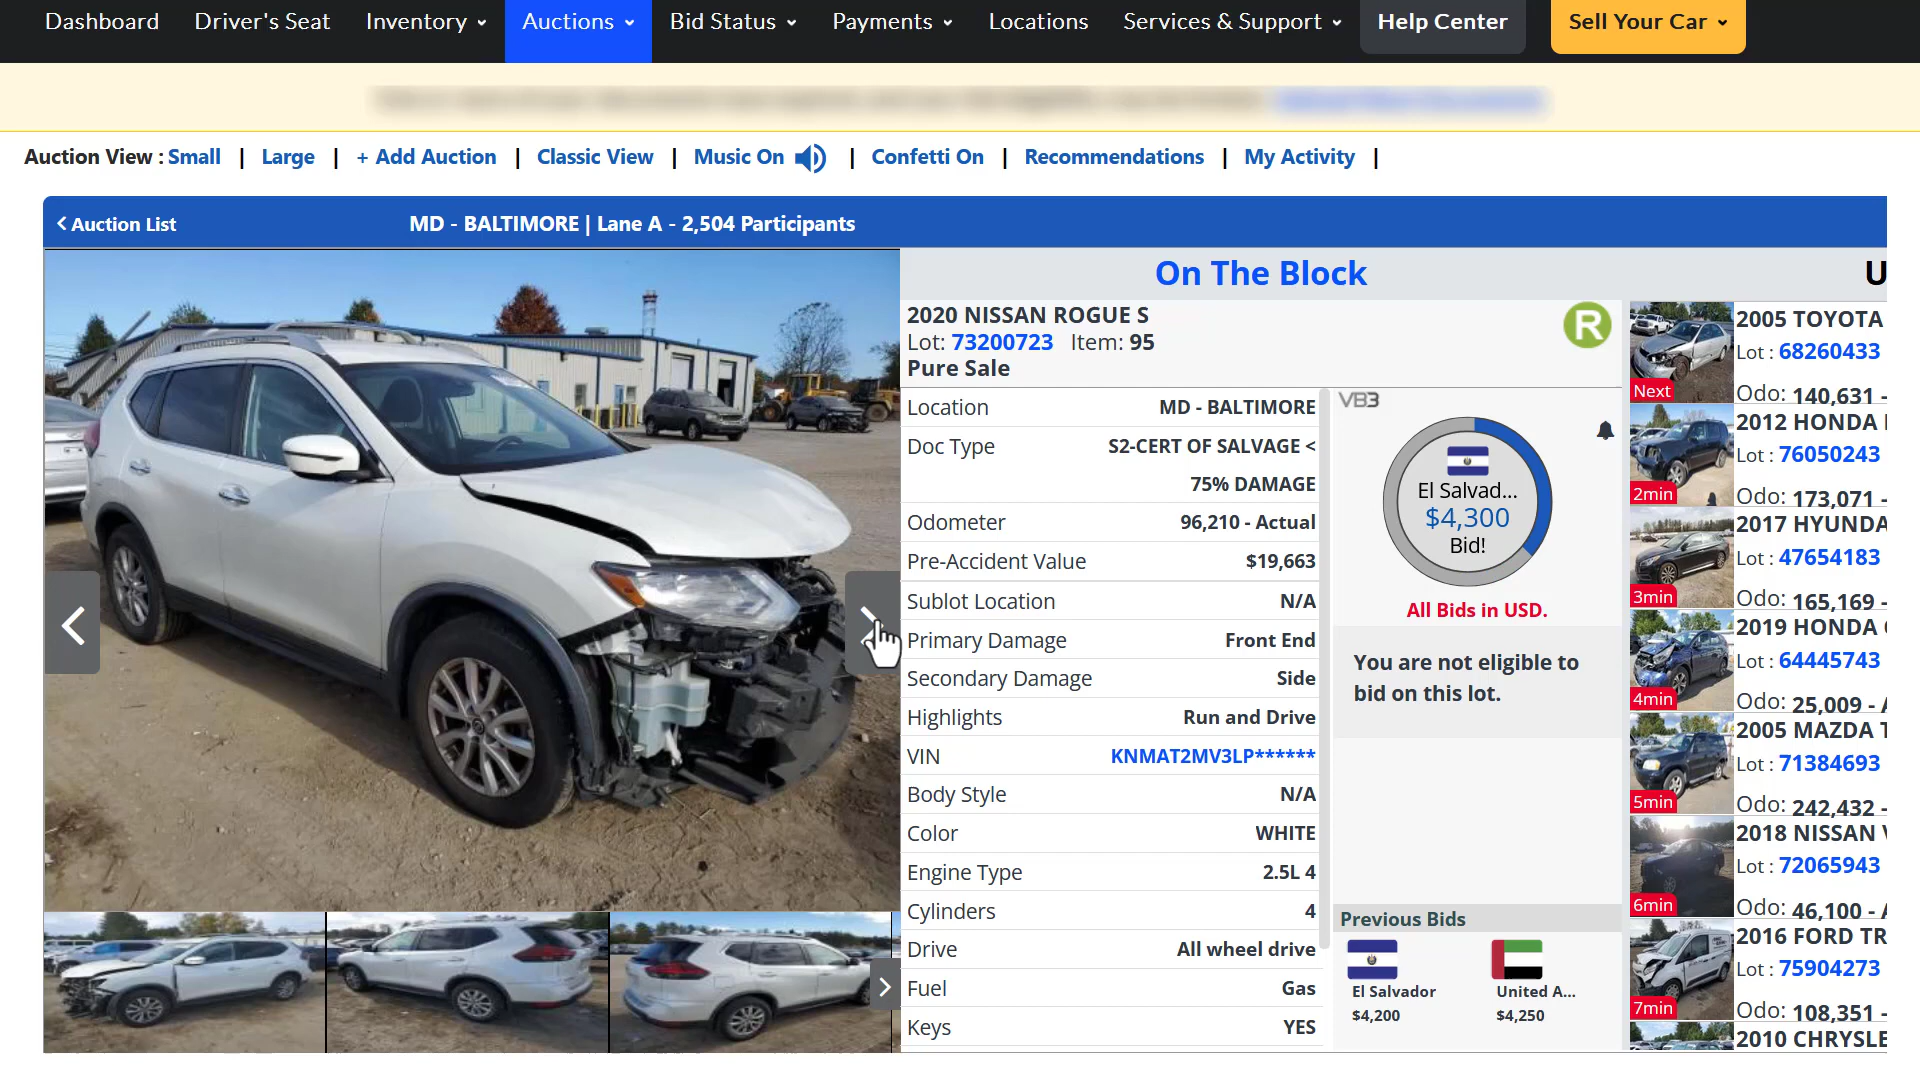 Dashboard Driver's Seat Inventory Auctions Bid Status Payments Locations Services & Support Help Center Sell Your Car
Auction View : Small | Large | + Add Auction | Classic View | Music On | Confetti On | Recommendations | My Activity |
Auction List MD - BALTIMORE | Lane A - 2,504 Participants
On The Block
U
2020 NISSAN ROGUE S
Lot: 73200723 Item: 95
Pure Sale
R
Location MD - BALTIMORE
Doc Type S2-CERT OF SALVAGE <
75% DAMAGE
Odometer 96,210 - Actual
Pre-Accident Value $19,663
Sublot Location N/A
Primary Damage Front End
Secondary Damage Side
Highlights Run and Drive
VIN KNMAT2MV3LP******
Body Style N/A
Color WHITE
Engine Type 2.5L 4
Cylinders 4
Drive All wheel drive
Fuel Gas
Keys YES
VB3
El Salvad...
$4,300
Bid!
All Bids in USD.
You are not eligible to
bid on this lot.
Previous Bids
El Salvador United A...
$4,200 $4,250
2005 TOYOTA
Lot : 68260433
Next Odo: 140,631 -
2012 HONDA
Lot : 76050243
2min Odo: 173,071 -
2017 HYUNDA
Lot : 47654183
3min Odo: 165,169 -
2019 HONDA
Lot : 64445743
4min Odo: 25,009 - A
2005 MAZDA T
Lot : 71384693
5min Odo: 242,432 -
2018 NISSAN V
Lot : 72065943
6min Odo: 46,100 - A
2016 FORD TR
Lot : 75904273
7min Odo: 108,351 -
2010 CHRYSLE